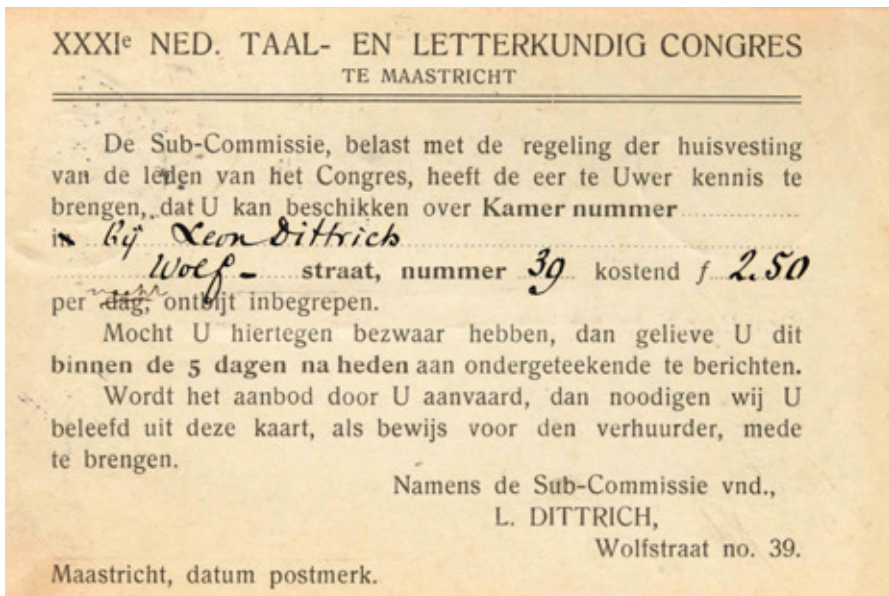 XXXIe NED. TAAL- EN LETTERKUNDIG CONGRES
TE MAASTRICHT
De Sub-Commissie, belast met de regeling der huisvesting
van de leden van het Congres, heeft de eer te Uwer kennis te
brengen, dat U kan beschikken over Kamer nummer
in bij Leon Dittrich
Wolf- straat, nummer 39 kostend f 2.50
per dag, nacht ontbijt inbegrepen.
Mocht U hiertegen bezwaar hebben, dan gelieve U dit
binnen de 5 dagen na heden aan ondergeteekende te berichten.
Wordt het aanbod door U aanvaard, dan noodigen wij U
beleefd uit deze kaart, als bewijs voor den verhuurder, mede
te brengen.
Namens de Sub-Commissie vnd.,
L. DITTRICH,
Wolfstraat no. 39.
Maastricht, datum postmerk.